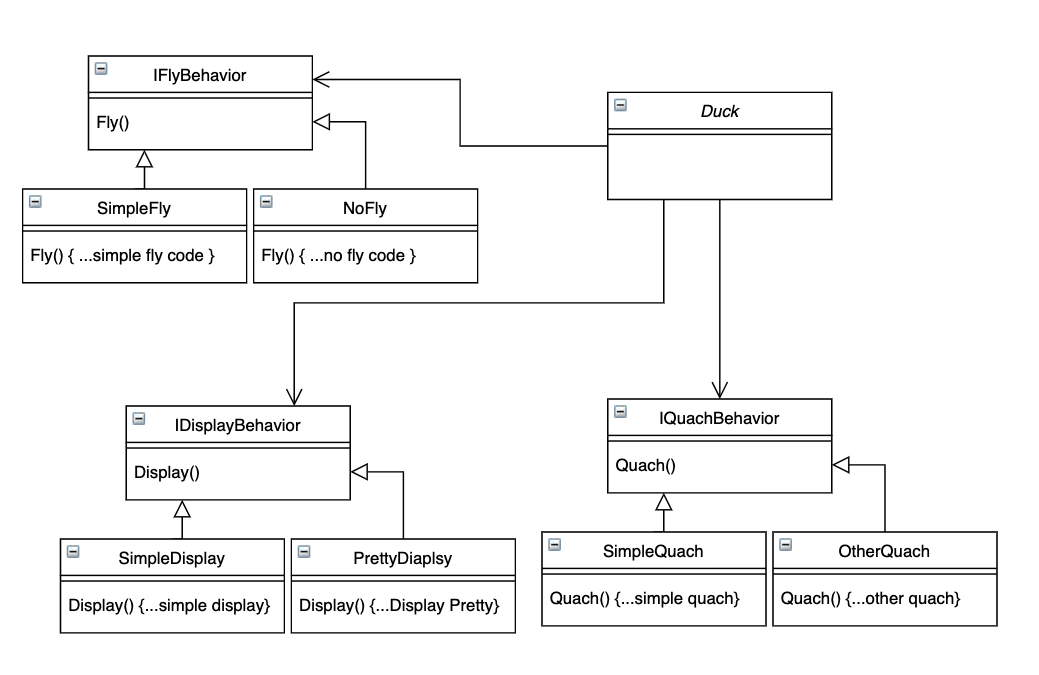 IFlyBehavior
Fly()
Duck
SimpleFly
Fly() { ...simple fly code }
NoFly
Fly() { ...no fly code }
IDisplayBehavior
Display()
IQuachBehavior
Quach()
SimpleDisplay
Display() {...simple display}
PrettyDiaplsy
Display() {...Display Pretty}
SimpleQuach
Quach() {...simple quach}
OtherQuach
Quach() {...other quach}